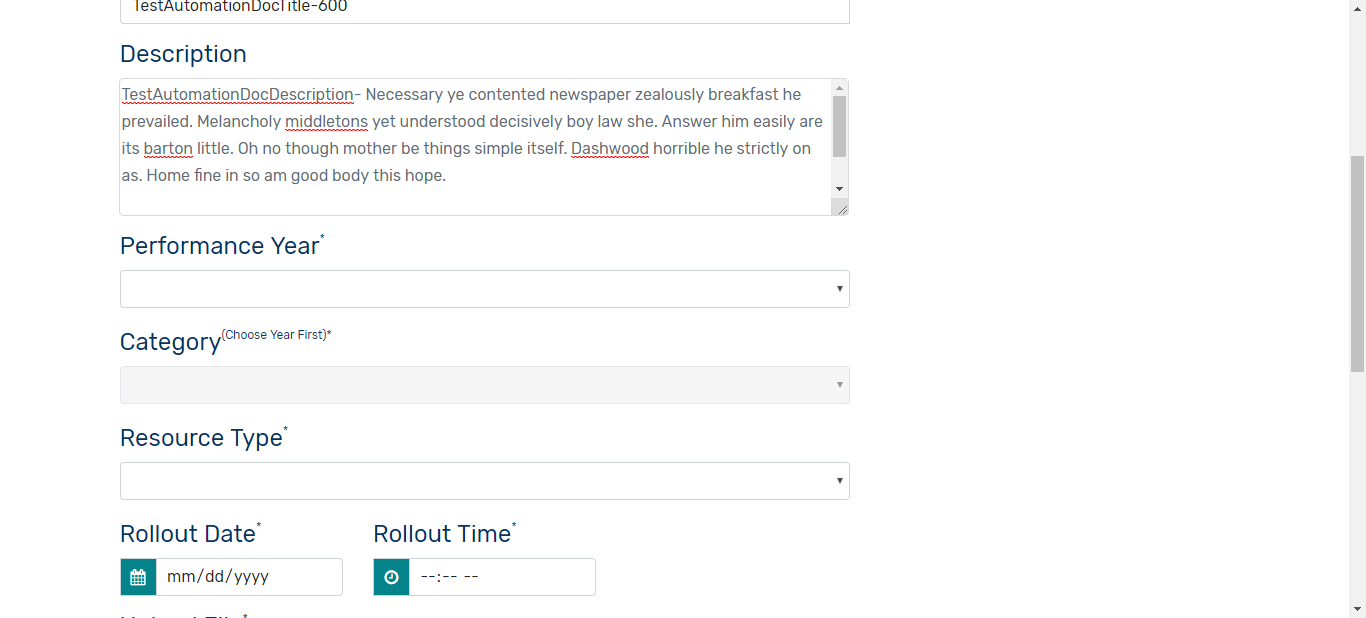 TestAutomationDocTitle-600
Description
TestAutomationDocDescription- Necessary ye contented newspaper zealously breakfast he
prevailed. Melancholy middletons yet understood decisively boy law she. Answer him easily are
its barton little. Oh no though mother be things simple itself. Dashwood horrible he strictly on
as. Home fine in so am good body this hope.
Performance Year*
Category(Choose Year First)*
Resource Type*
Rollout Date* Rollout Time*
mm/dd/yyyy --:-- --